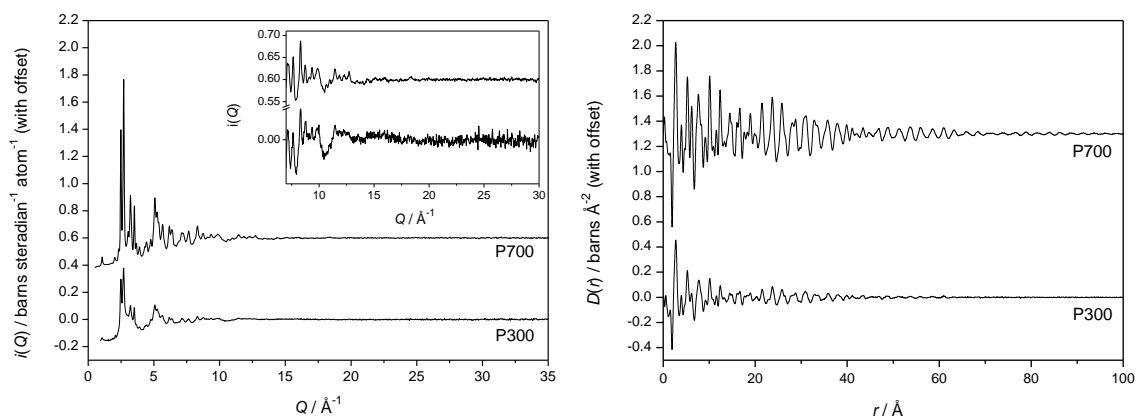 i(Q) / barns steradian⁻¹ atom⁻¹ (with offset)
2.2
2.0
1.8
1.6
1.4
1.2
1.0
0.8
0.6
0.4
0.2
0.0
-0.2
P700
P300
0 5 10 15 20 25 30 35
Q / Å⁻¹
i(Q)
0.70
0.65
0.60
0.55
0.00
10 15 20 25 30
Q / Å⁻¹
D(r) / barns Å⁻² (with offset)
2.2
2.0
1.8
1.6
1.4
1.2
1.0
0.8
0.6
0.4
0.2
0.0
-0.2
-0.4
P700
P300
0 20 40 60 80 100
r / Å